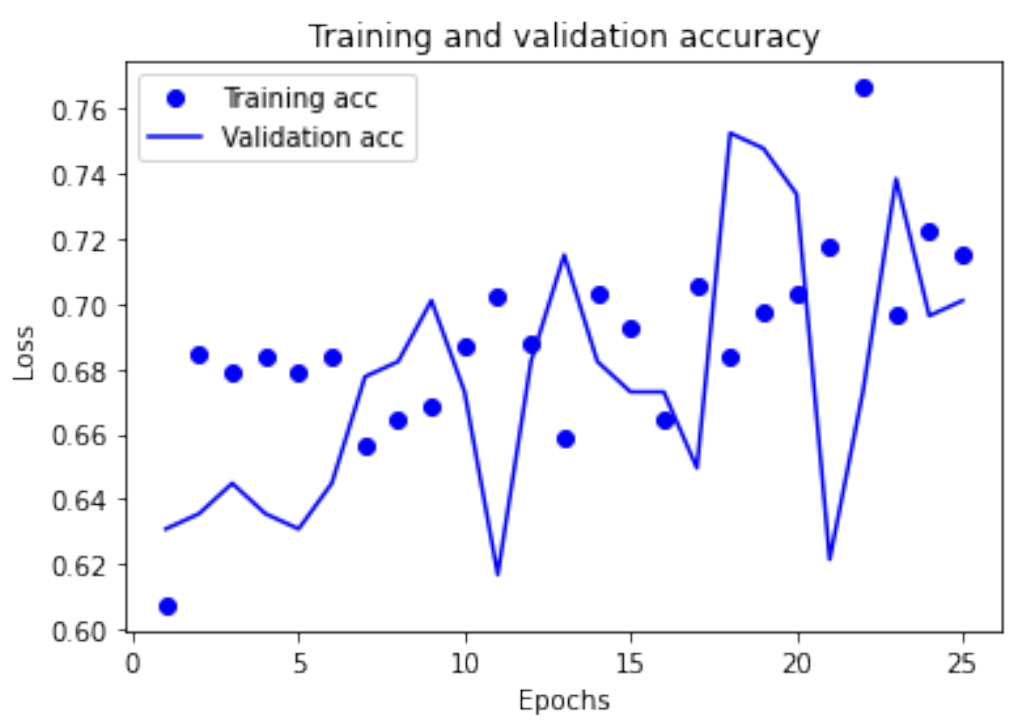 Training and validation accuracy
Training acc
Validation acc
0.76
0.74
0.72
0.70
0.68
0.66
0.64
0.62
0.60
Loss
0 5 10 15 20 25
Epochs